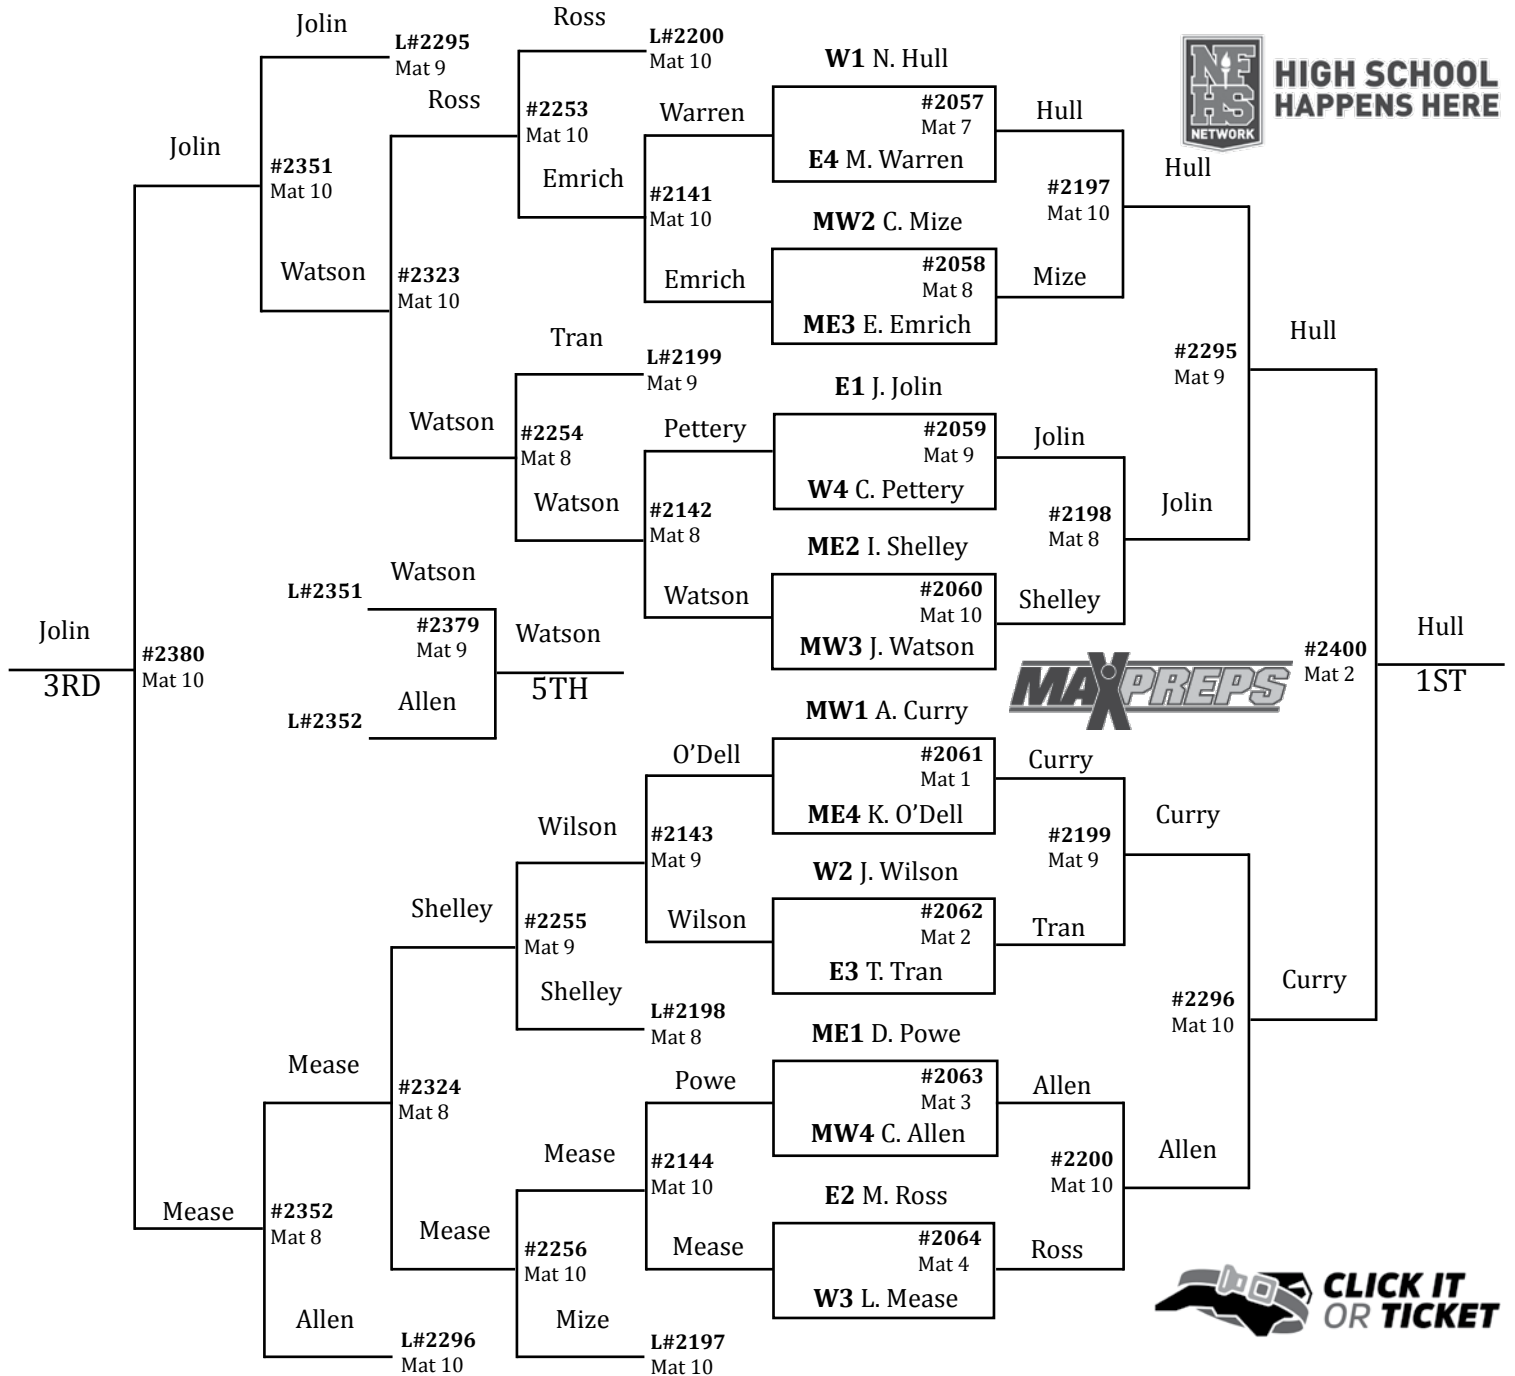 Jolin
L#2295
Mat 9
Ross
L#2200
Mat 10
W1 N. Hull
NFHS
NETWORK
HIGH SCHOOL
HAPPENS HERE
Jolin
#2351
Mat 10
Ross
#2253
Mat 10
Warren
#2057
Mat 7
E4 M. Warren
Hull
Hull
Emrich
#2141
Mat 10
MW2 C. Mize
#2197
Mat 10
Watson
#2323
Mat 10
Emrich
#2058
Mat 8
ME3 E. Emrich
Mize
Tran
L#2199
Mat 9
#2295
Mat 9
Hull
E1 J. Jolin
Watson
#2254
Mat 8
Pettery
#2059
Mat 9
W4 C. Pettery
Jolin
Watson
#2142
Mat 8
ME2 I. Shelley
#2198
Mat 8
Jolin
L#2351
Watson
Watson
#2060
Mat 10
MW3 J. Watson
Shelley
Jolin
3RD
#2380
Mat 10
#2379
Mat 9
Watson
5TH
L#2352
Allen
MAXPREPS
#2400
Mat 2
Hull
1ST
MW1 A. Curry
O’Dell
#2061
Mat 1
ME4 K. O’Dell
Curry
Wilson
#2143
Mat 9
W2 J. Wilson
#2199
Mat 9
Curry
Shelley
#2255
Mat 9
Wilson
#2062
Mat 2
E3 T. Tran
Tran
Shelley
L#2198
Mat 8
#2296
Mat 10
Curry
ME1 D. Powe
Mease
#2324
Mat 8
Powe
#2063
Mat 3
MW4 C. Allen
Allen
Mease
#2144
Mat 10
E2 M. Ross
#2200
Mat 10
Allen
Mease
#2352
Mat 8
Mease
#2256
Mat 10
Mease
#2064
Mat 4
W3 L. Mease
Ross
Allen
L#2296
Mat 10
Mize
L#2197
Mat 10
CLICK IT
OR TICKET